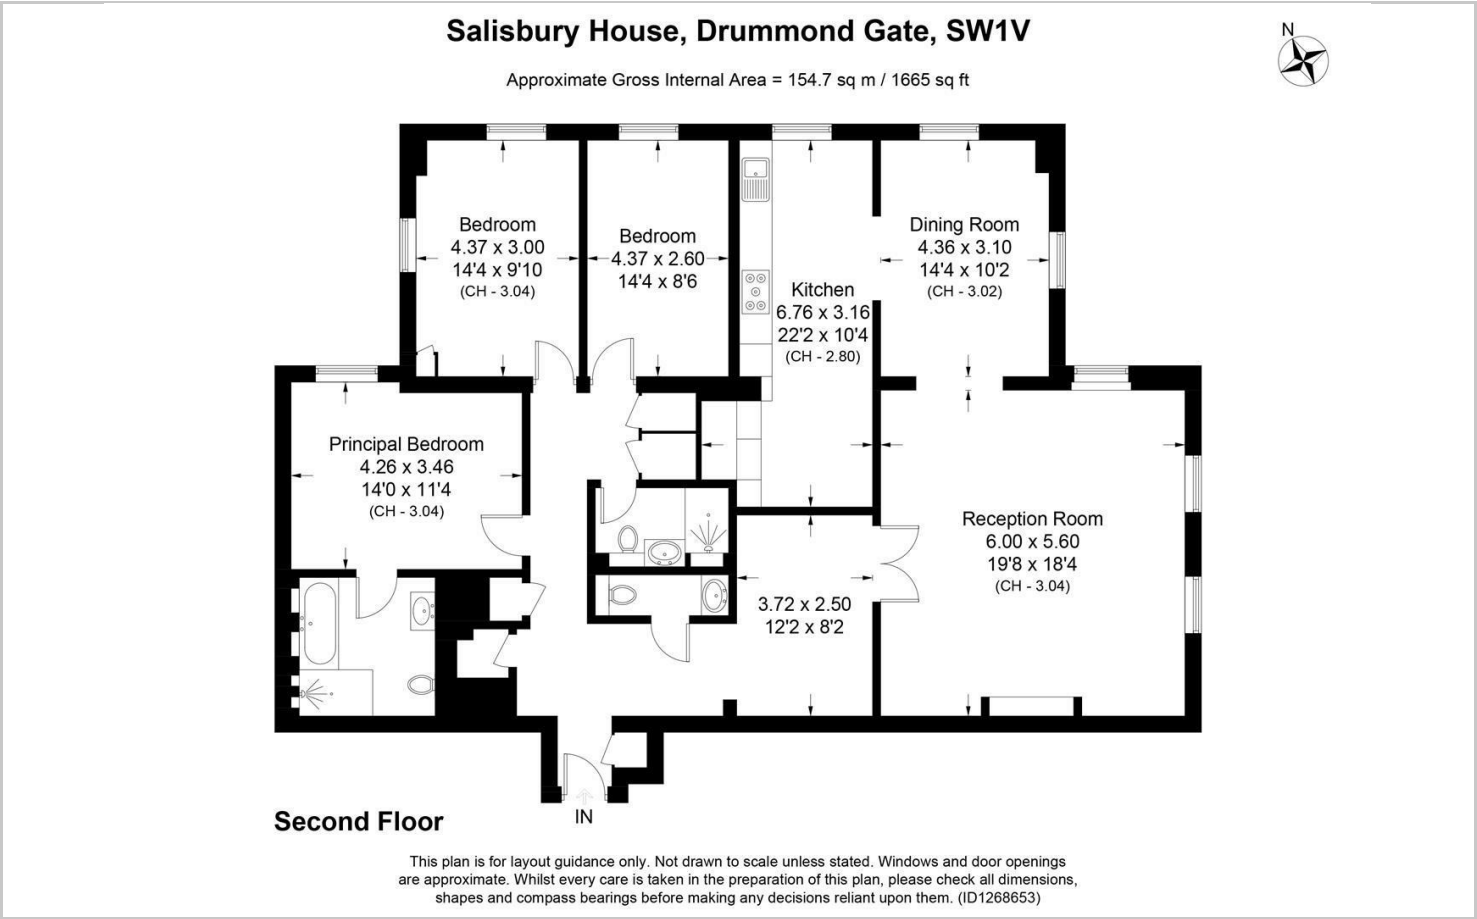 Salisbury House, Drummond Gate, SW1V
Approximate Gross Internal Area = 154.7 sq m / 1665 sq ft
N
Bedroom
4.37 x 3.00
14'4 x 9'10
(CH - 3.04)
Bedroom
4.37 x 2.60
14'4 x 8'6
Kitchen
6.76 x 3.16
22'2 x 10'4
(CH - 2.80)
Dining Room
4.36 x 3.10
14'4 x 10'2
(CH - 3.02)
Principal Bedroom
4.26 x 3.46
14'0 x 11'4
(CH - 3.04)
Reception Room
6.00 x 5.60
19'8 x 18'4
(CH - 3.04)
3.72 x 2.50
12'2 x 8'2
IN
Second Floor
This plan is for layout guidance only. Not drawn to scale unless stated. Windows and door openings
are approximate. Whilst every care is taken in the preparation of this plan, please check all dimensions,
shapes and compass bearings before making any decisions reliant upon them. (ID1268653)